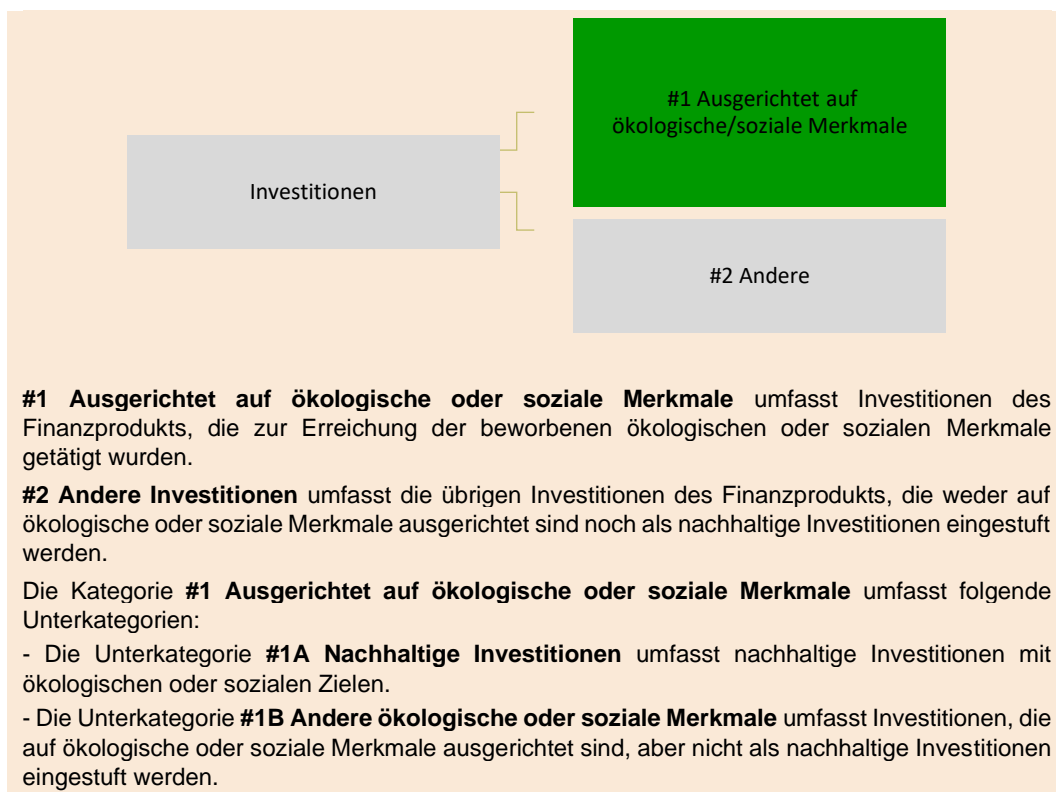 #1 Ausgerichtet auf
ökologische/soziale Merkmale
Investitionen
#2 Andere
#1 Ausgerichtet auf ökologische oder soziale Merkmale umfasst Investitionen des
Finanzprodukts, die zur Erreichung der beworbenen ökologischen oder sozialen Merkmale
getätigt wurden.
#2 Andere Investitionen umfasst die übrigen Investitionen des Finanzprodukts, die weder auf
ökologische oder soziale Merkmale ausgerichtet sind noch als nachhaltige Investitionen eingestuft
werden.
Die Kategorie #1 Ausgerichtet auf ökologische oder soziale Merkmale umfasst folgende
Unterkategorien:
- Die Unterkategorie #1A Nachhaltige Investitionen umfasst nachhaltige Investitionen mit
ökologischen oder sozialen Zielen.
- Die Unterkategorie #1B Andere ökologische oder soziale Merkmale umfasst Investitionen, die
auf ökologische oder soziale Merkmale ausgerichtet sind, aber nicht als nachhaltige Investitionen
eingestuft werden.